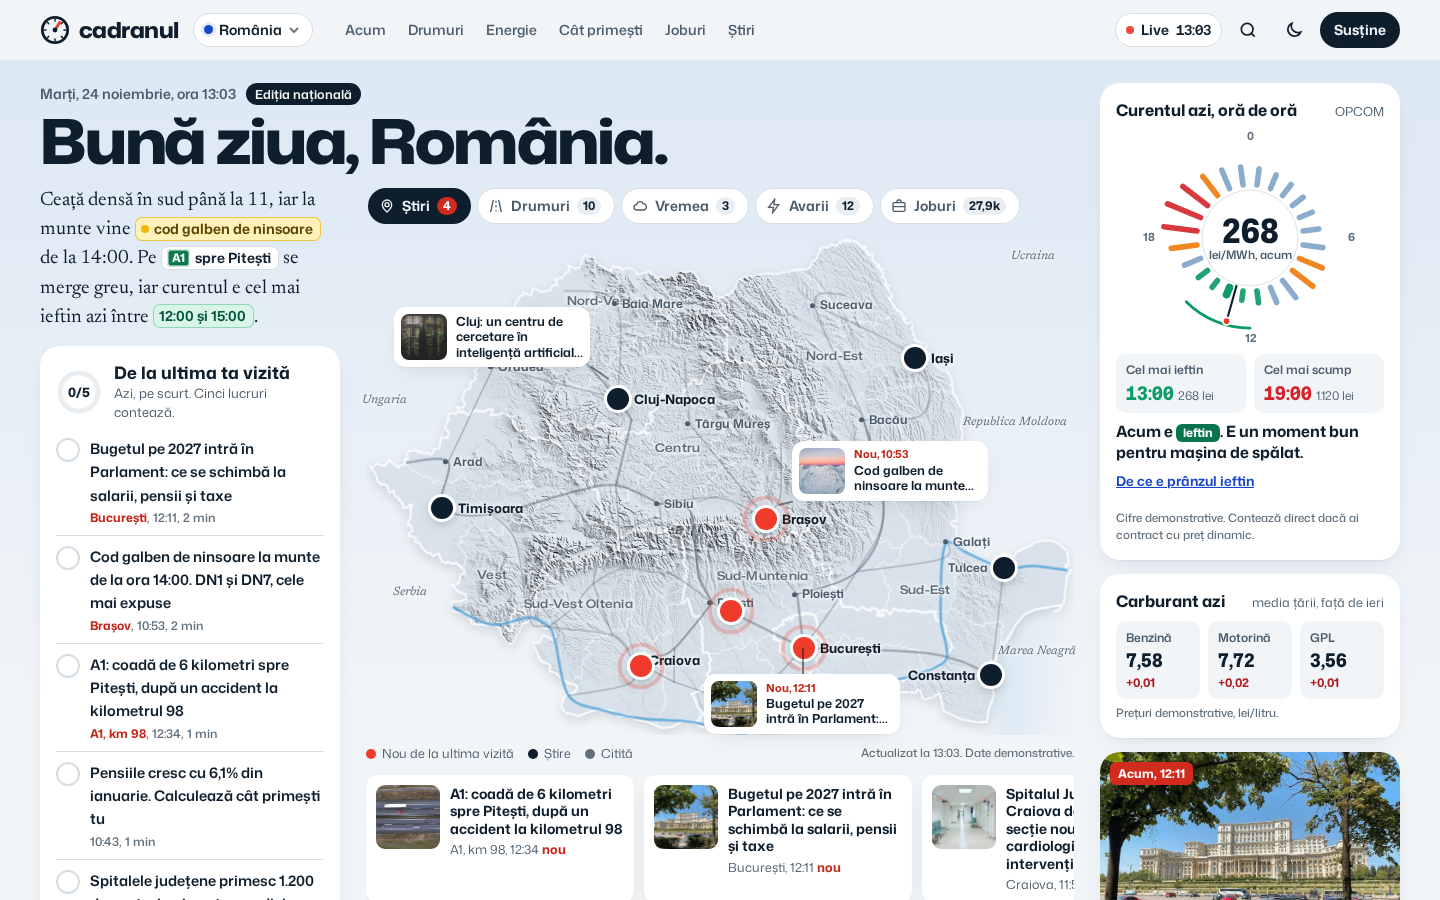 cadranul
România
Acum
Drumuri
Energie
Cât primești
Joburi
Știri
Live 13:03
Susține
Marți, 24 noiembrie, ora 13:03
Ediția națională
Bună ziua, România.
Ceață densă în sud până la 11, iar la
munte vine cod galben de ninsoare
de la 14:00. Pe A1 spre Pitești se
merge greu, iar curentul e cel mai
ieftin azi între 12:00 și 15:00.
0/5
De la ultima ta vizită
Azi, pe scurt. Cinci lucruri
contează.
Bugetul pe 2027 intră în
Parlament: ce se schimbă la
salarii, pensii și taxe
București, 12:11, 2 min
Cod galben de ninsoare la munte
de la ora 14:00. DN1 și DN7, cele
mai expuse
Brașov, 10:53, 2 min
A1: coadă de 6 kilometri spre
Pitești, după un accident la
kilometrul 98
A1, km 98, 12:34, 1 min
Pensiile cresc cu 6,1% din
ianuarie. Calculează cât primești
tu
10:43, 1 min
Spitalele județene primesc 1.200
Știri 4
Drumuri 10
Vremea 3
Avarii 12
Joburi 27,9k
Ucraina
Baia Mare
Suceava
Cluj: un centru de
cercetare în
inteligență artificial...
Nord-Est
Iași
Ungaria
Cluj-Napoca
Târgu Mureș
Bacău
Republica Moldova
Centru
Arad
Nou, 10:53
Cod galben de
ninsoare la munte...
Timișoara
Sibiu
Brașov
Galați
Tulcea
Vest
Sud-Muntenia
Sud-Est
Serbia
Sud-Vest Oltenia
Ploiești
București
Marea Neagră
Craiova
Constanța
Nou, 12:11
Bugetul pe 2027
intră în Parlament:...
Nou de la ultima vizită
Știre
Citită
Actualizat la 13:03. Date demonstrative.
A1: coadă de 6 kilometri
spre Pitești, după un
accident la kilometrul 98
A1, km 98, 12:34 nou
Bugetul pe 2027 intră în
Parlament: ce se
schimbă la salarii, pensii
și taxe
București, 12:11 nou
Spitalul
Craiova
secție
Craiova,
Curentul azi, oră de oră
OPCOM
0
18
268
lei/MWh, acum
6
12
Cel mai ieftin
13:00 268 lei
Cel mai scump
19:00 1.120 lei
Acum e ieftin. E un moment bun
pentru mașina de spălat.
De ce e prânzul ieftin
Cifre demonstrative. Contează direct dacă ai
contract cu preț dinamic.
Carburant azi
media țării, față de ieri
Benzină
7,58
+0,01
Motorină
7,72
+0,02
GPL
3,56
+0,01
Prețuri demonstrative, lei/litru.
Acum, 12:11